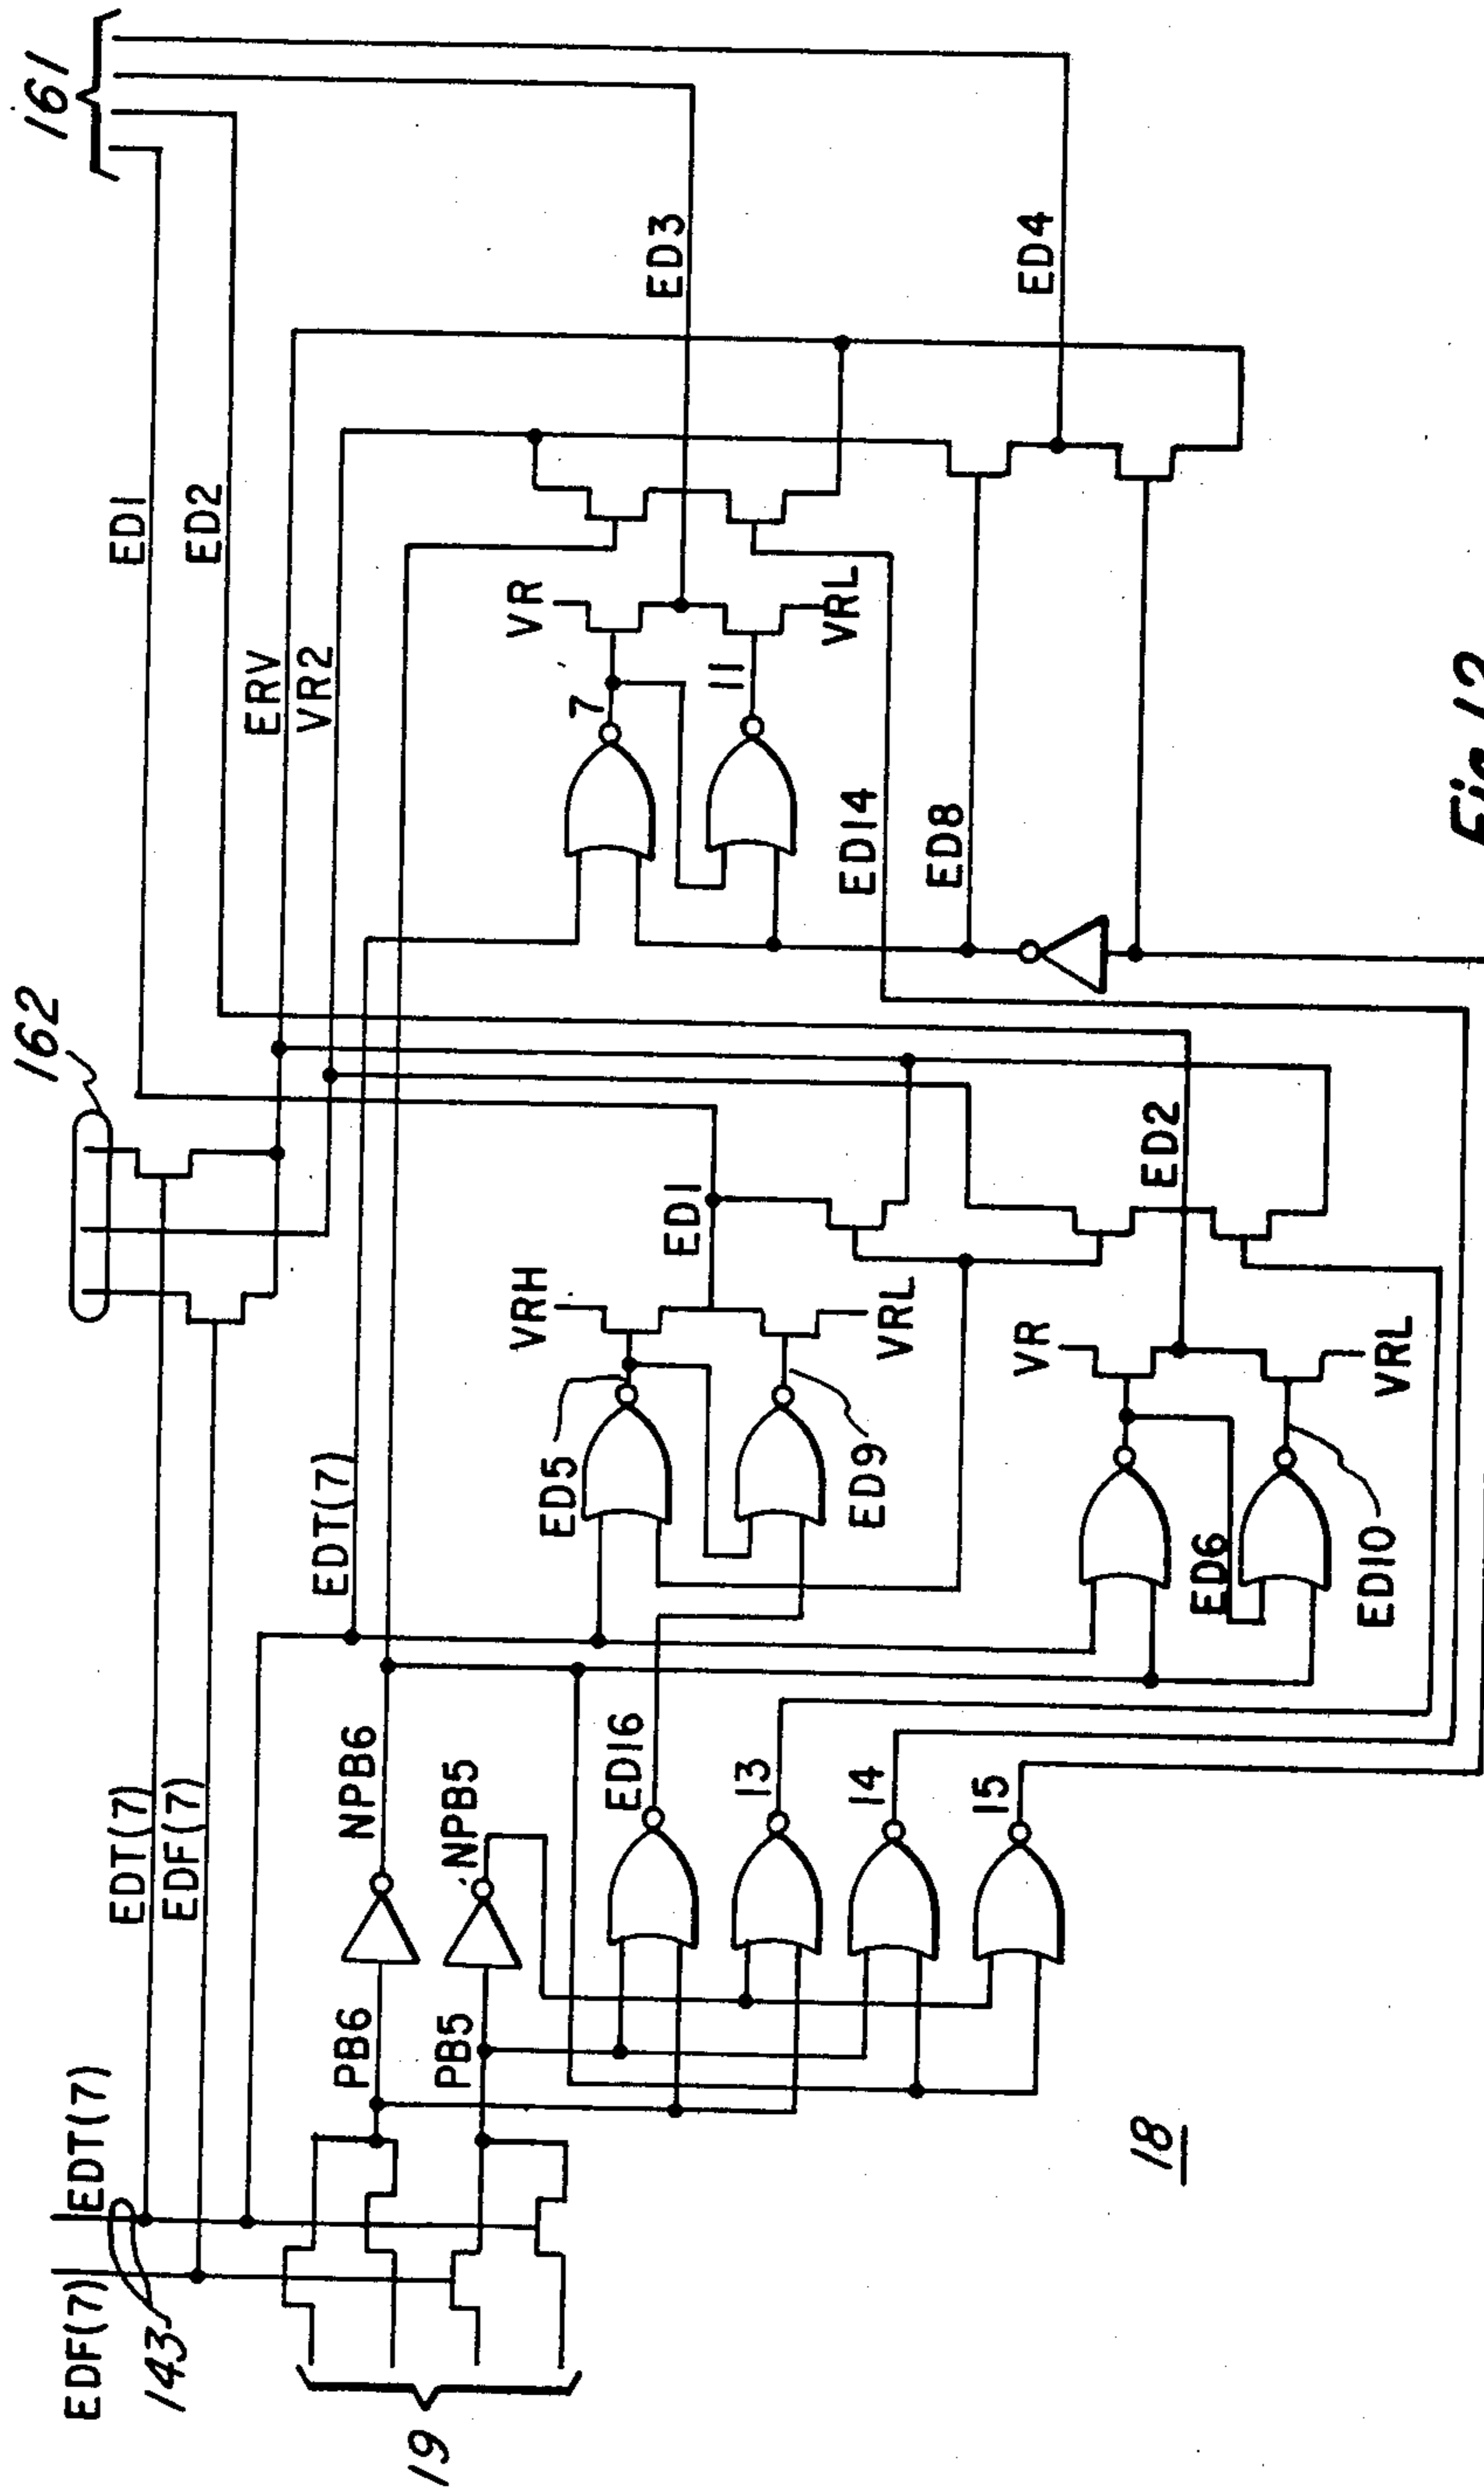 161
162
ED1
ED2
ERV
VR2
ED3
ED4
VR
7
11
VRL
ED14
ED8
EDT(7)
ED1
VRH
ED5
VRL
ED9
ED2
VR
ED6
VRL
ED10
EDT(7)
EDF(7)
NPB6
NPB5
ED16
13
14
15
PB6
PB5
EDT(7)
EDF(7)
143
19
18